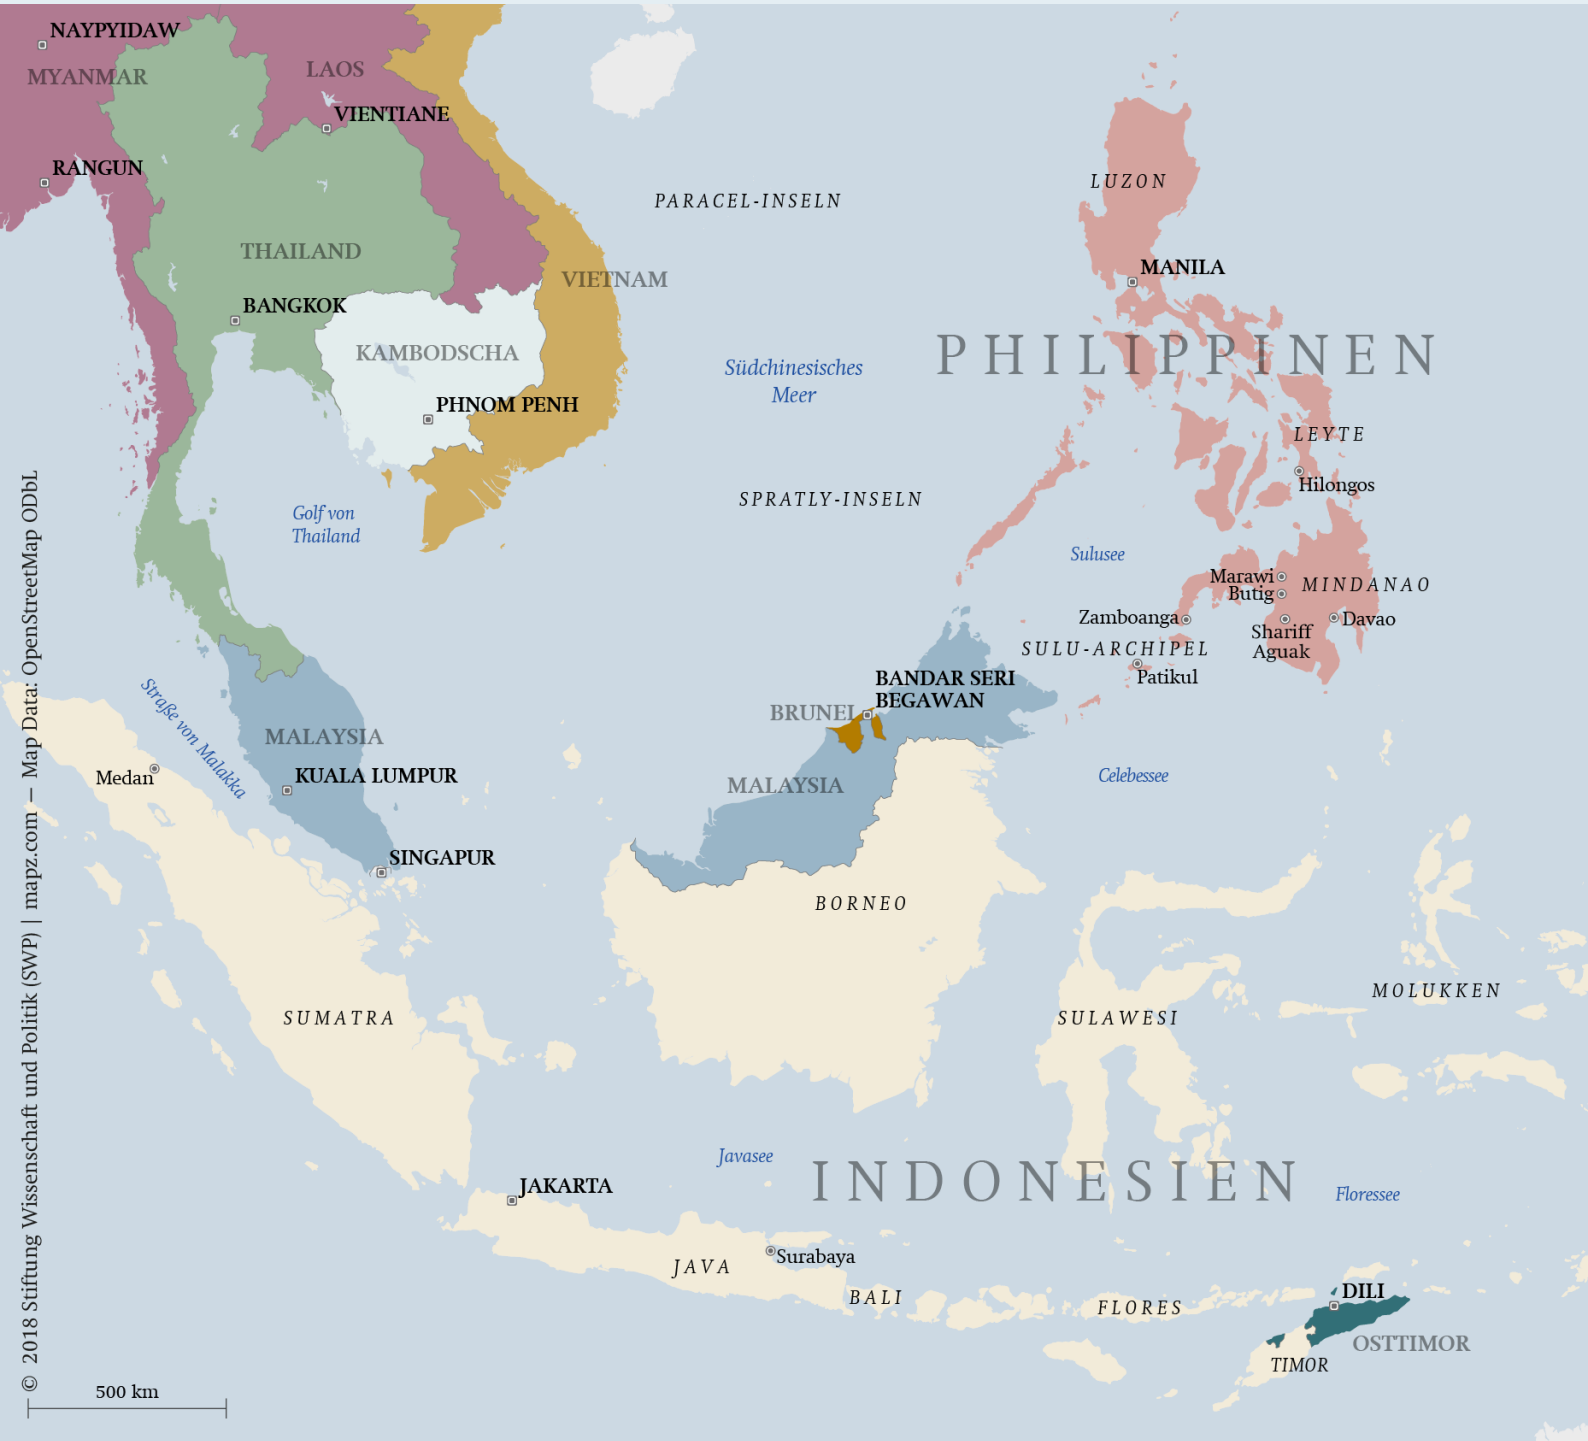 NAYPYIDAW
MYANMAR
LAOS
VIENTIANE
RANGUN
LUZON
PARACEL-INSELN
THAILAND
MANILA
VIETNAM
BANGKOK
KAMBODSCHA
PHILIPPINEN
Südchinesisches
Meer
PHNOM PENH
LEYTE
Hilongos
SPRATLY-INSELN
Golf von
Thailand
Sulusee
Marawi
MINDANAO
Butig
Zamboanga
Davao
Shariff
Aguak
SULU-ARCHIPEL
Patikul
BANDAR SERI
BEGAWAN
BRUNEI
Straße von Malakka
MALAYSIA
KUALA LUMPUR
Medan
MALAYSIA
Celebessee
SINGAPUR
BORNEO
MOLUKKEN
SUMATRA
SULAWESI
Javasee
INDONESIEN
JAKARTA
Floressee
Surabaya
JAVA
BALI
FLORES
DILI
OSTTIMOR
TIMOR
500 km
© 2018 Stiftung Wissenschaft und Politik (SWP) | mapz.com — Map Data: OpenStreetMap ODbL